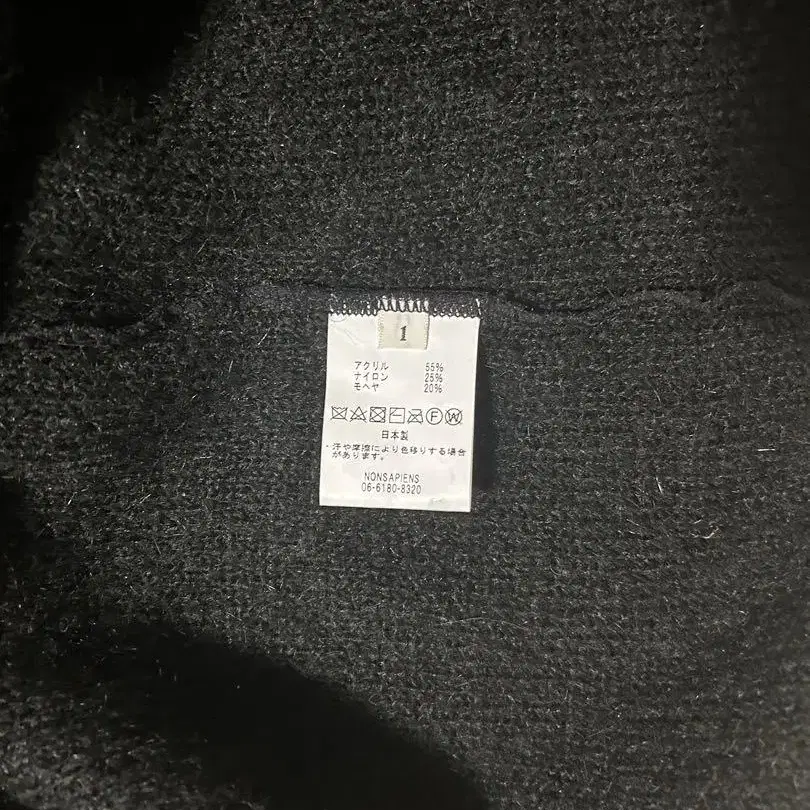 1
アクリル 55%
ナイロン 25%
モヘヤ 20%
F W
日本製
・汗や摩擦により色移りする場合
があります。
NONSAPIENS
06-6180-8320